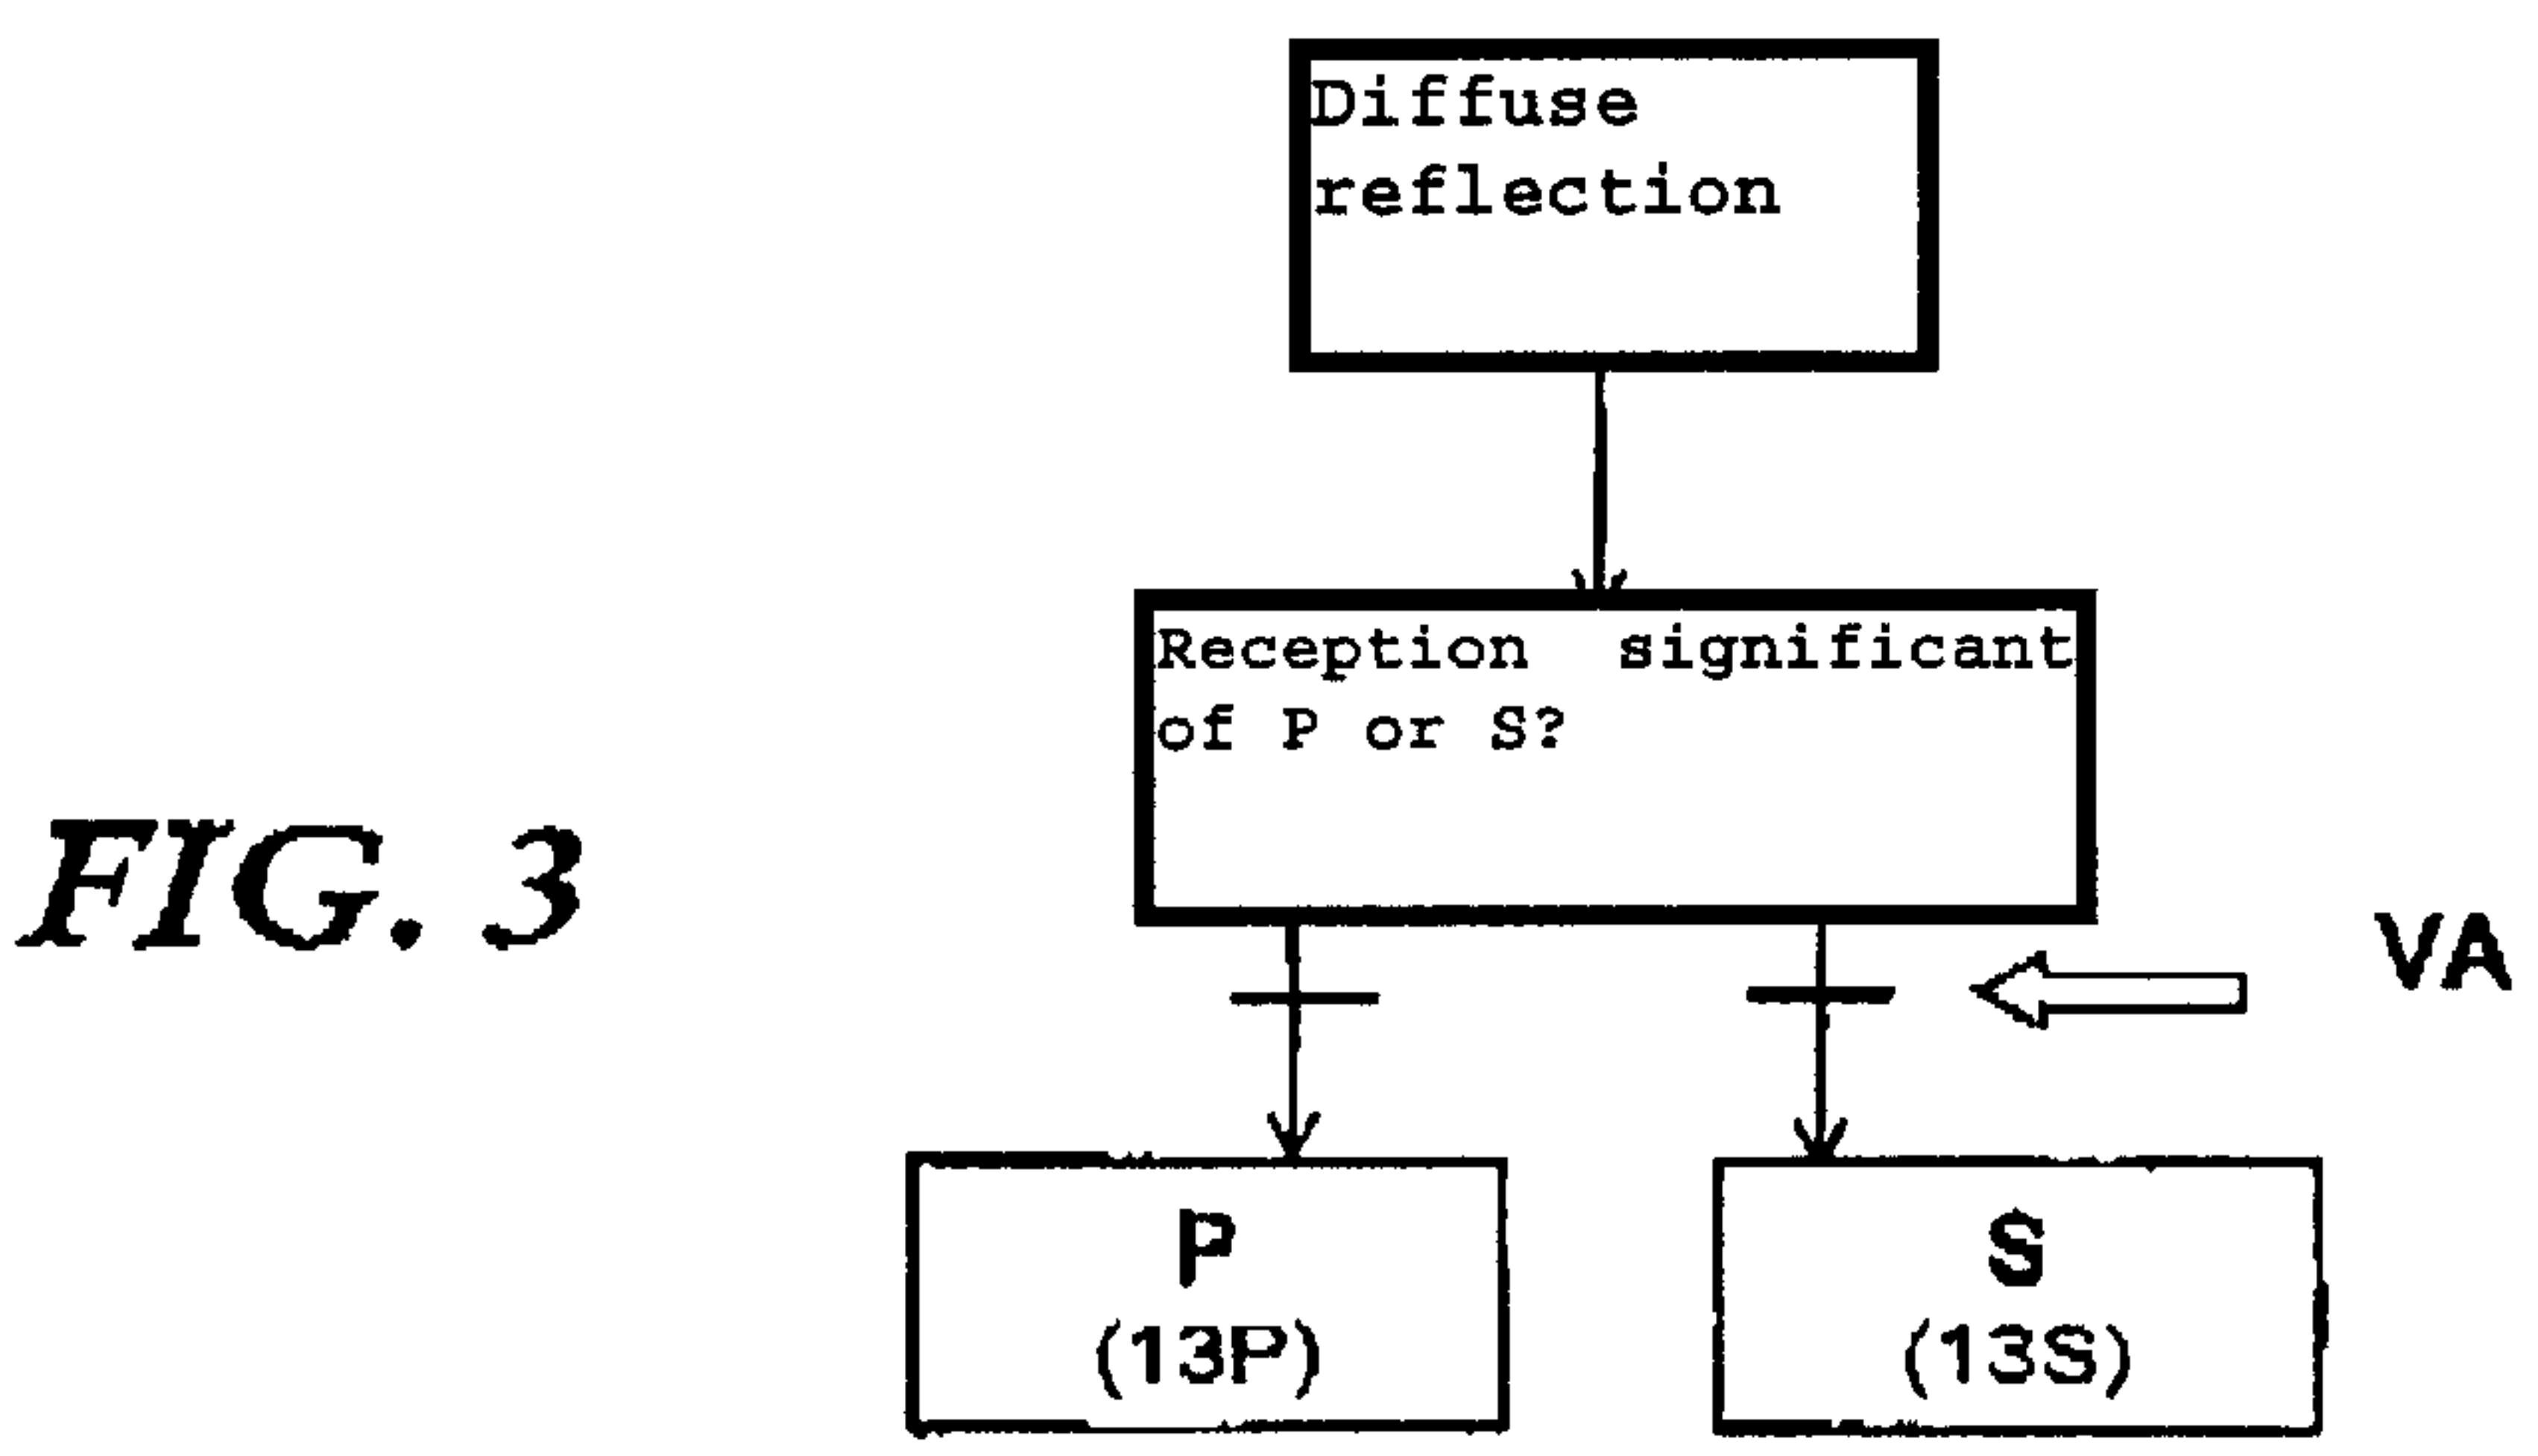 Diffuse
reflection
Reception significant
of P or S?
FIG. 3
VA
P
(13P)
S
(13S)